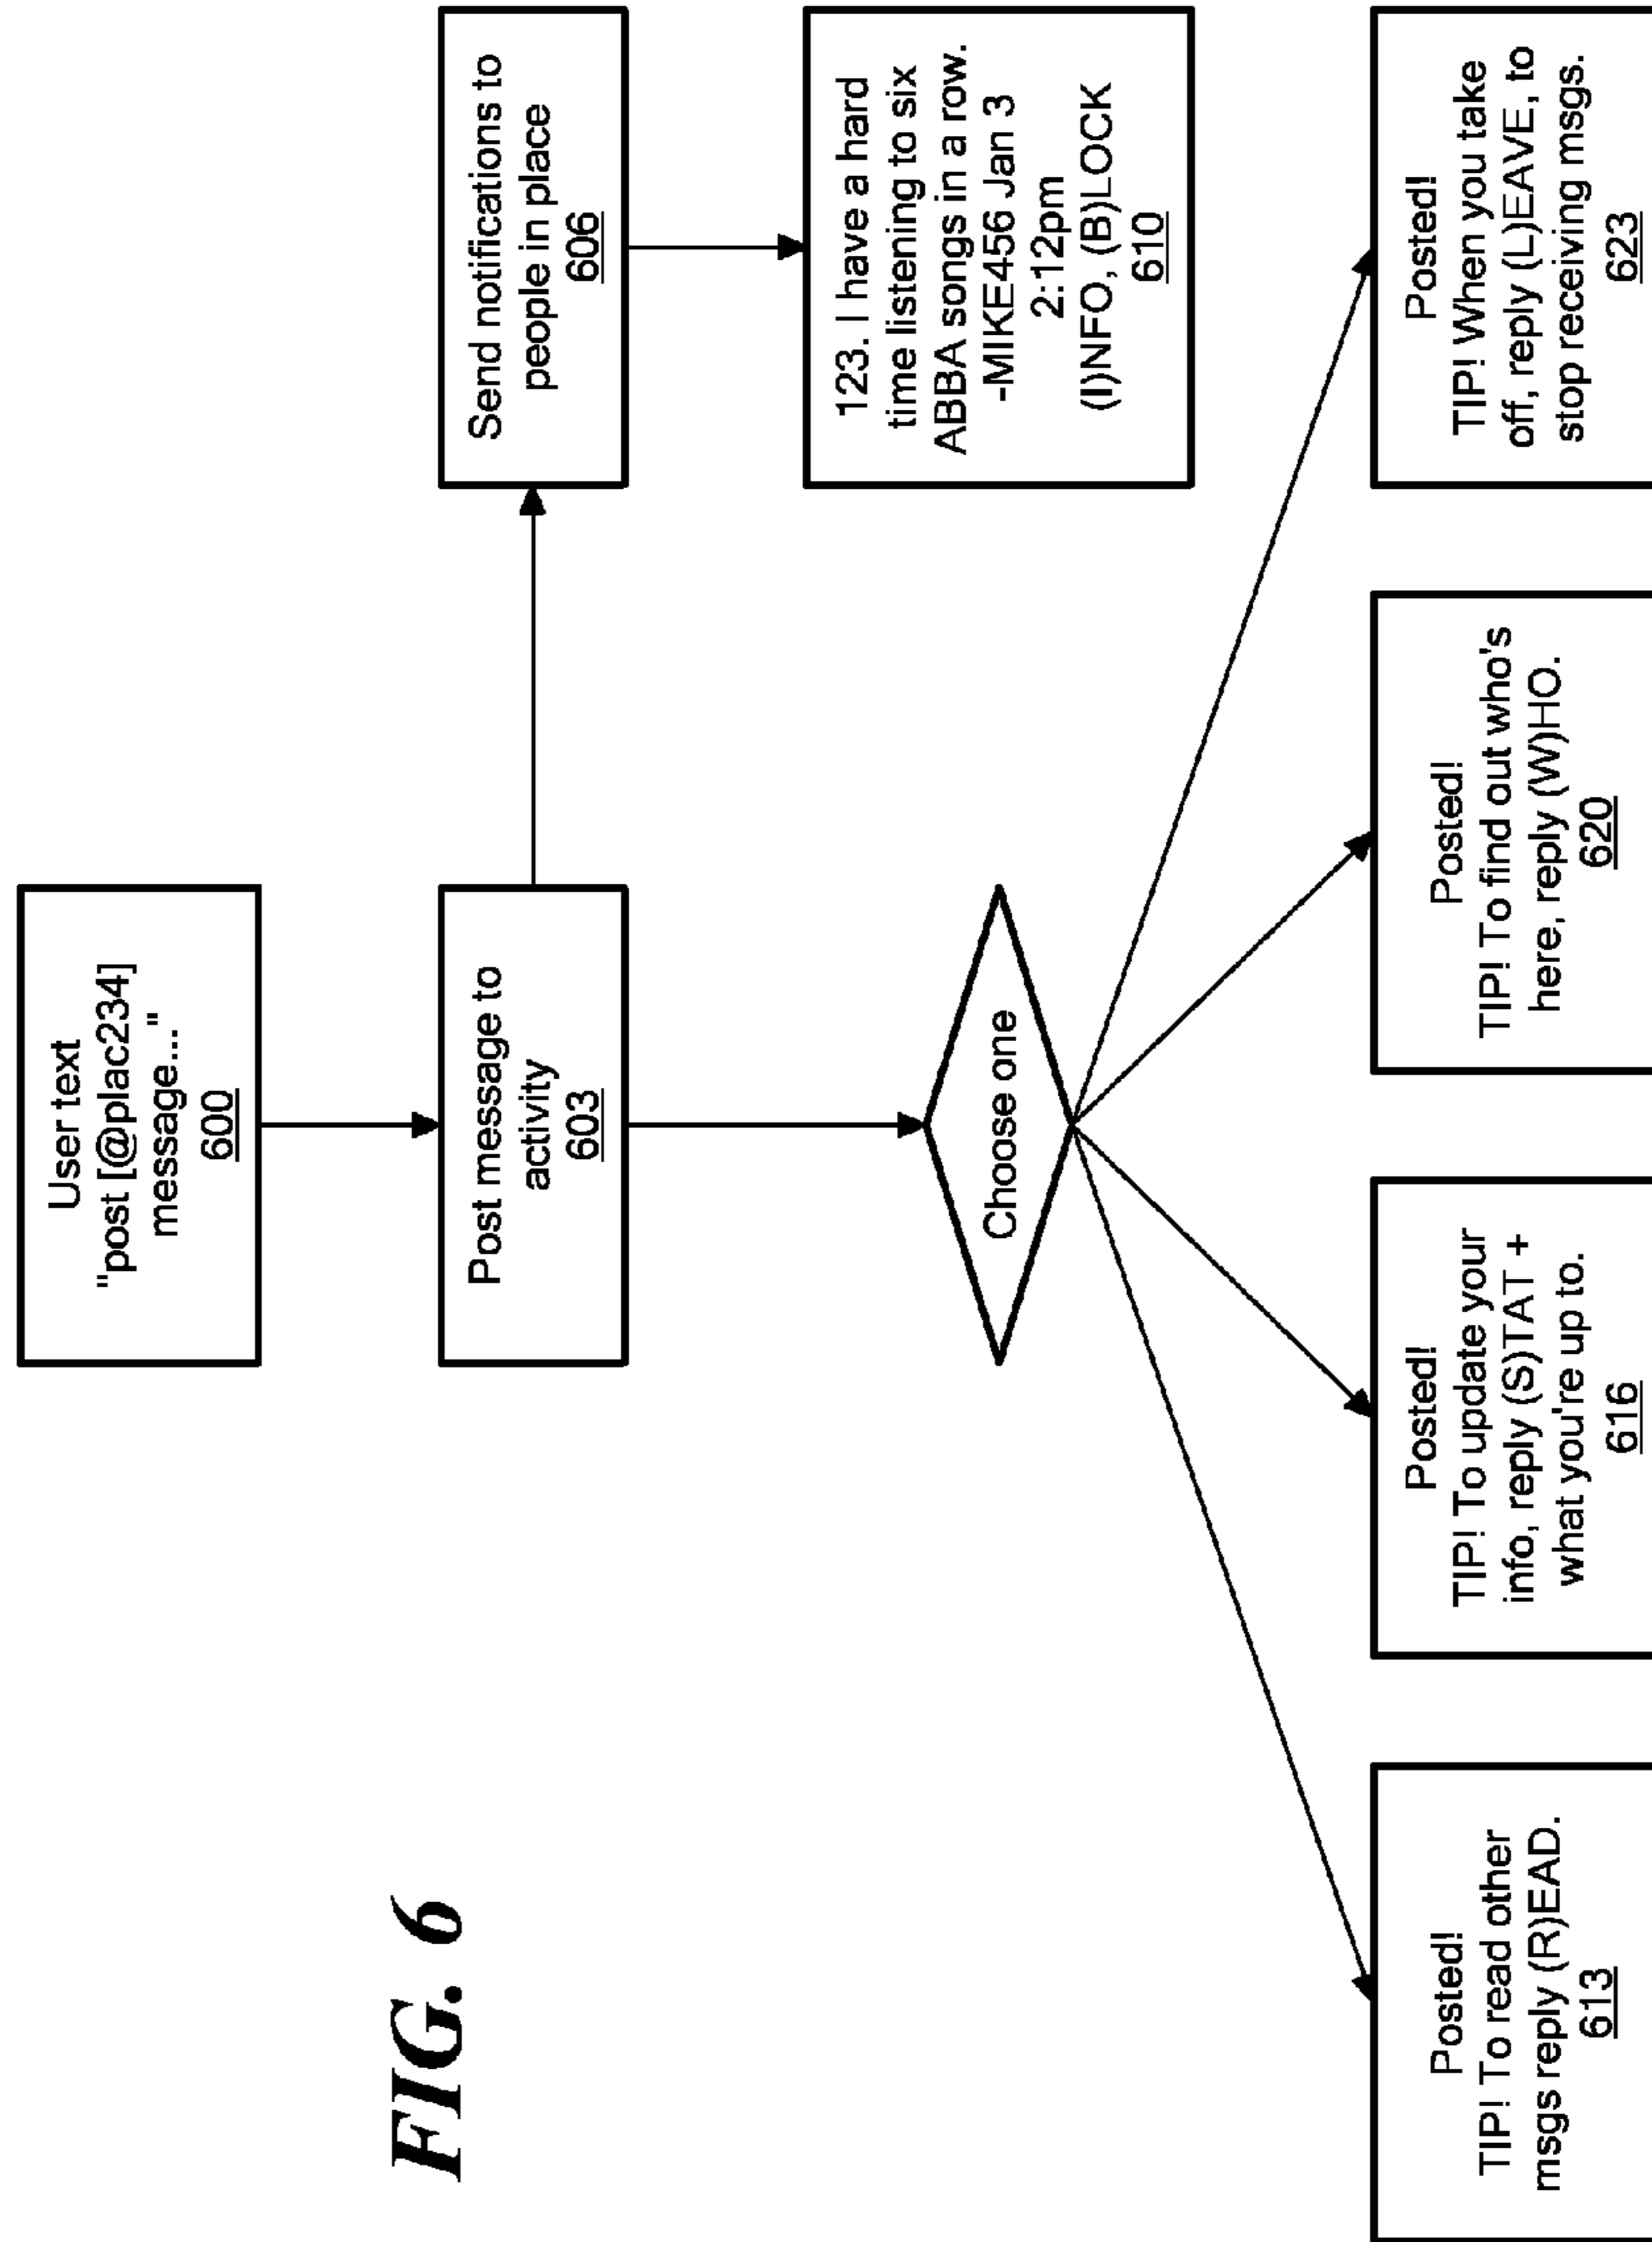 FIG. 6
User text
"post [@plac234]
message..."
600
Post message to
activity
603
Send notifications to
people in place
606
123. I have a hard
time listening to six
ABBA songs in a row.
-MIKE456 Jan 3
2:12pm
(I)NFO, (B)LOCK
610
Choose one
Posted!
TIP! To read other
msgs reply (R)EAD.
613
Posted!
TIP! To update your
info, reply (S)TAT +
what you're up to.
616
Posted!
TIP! To find out who's
here, reply (W)HO.
620
Posted!
TIP! When you take
off, reply (L)EAVE, to
stop receiving msgs.
623